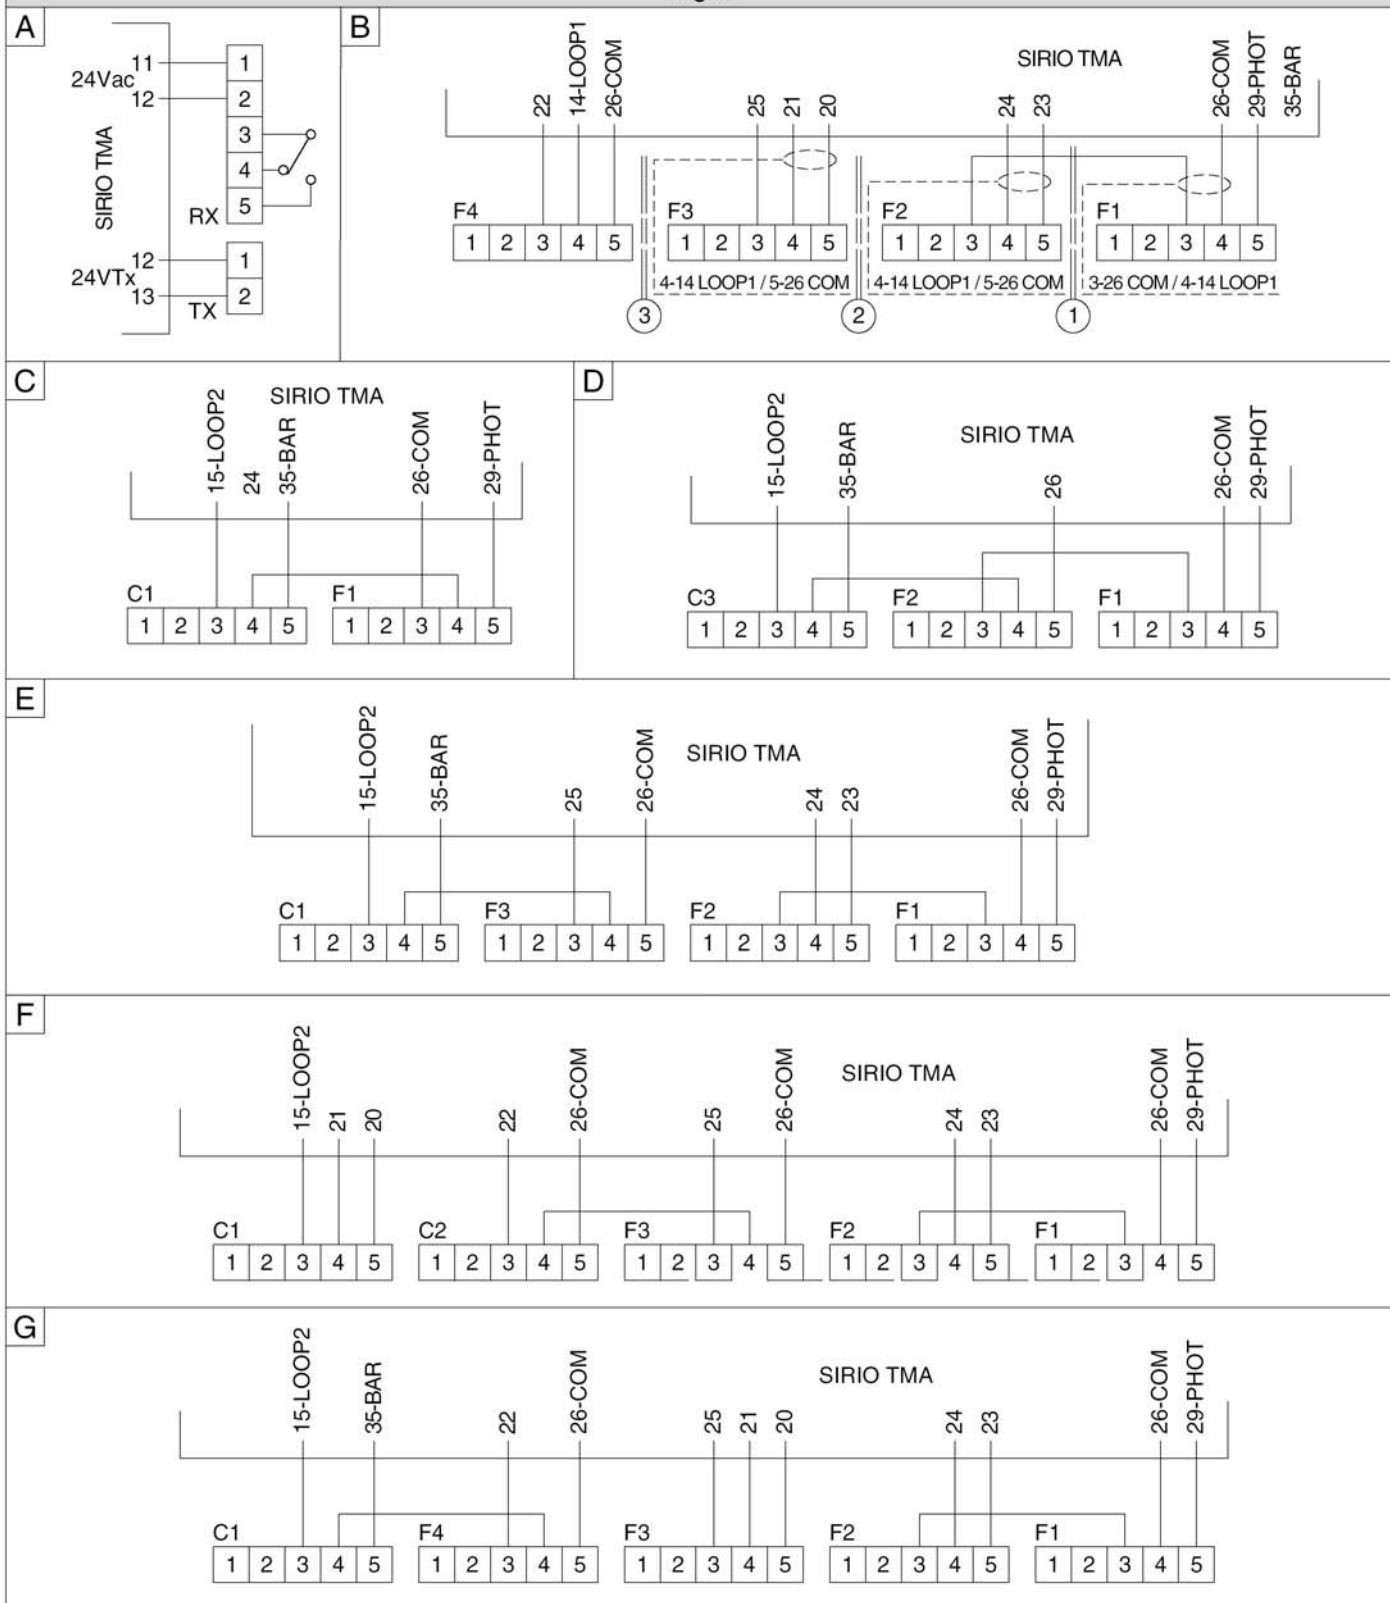 A
11
24Vac
12
SIRIO TMA
1
2
3
4
5
RX
12
24VTx
13
1
2
TX
B
SIRIO TMA
22
14-LOOP1
26-COM
25
21
20
24
23
26-COM
29-PHOT
35-BAR
F4
1 2 3 4 5
F3
1 2 3 4 5
F2
1 2 3 4 5
F1
1 2 3 4 5
4-14 LOOP1 / 5-26 COM
4-14 LOOP1 / 5-26 COM
3-26 COM / 4-14 LOOP1
3
2
1
C
SIRIO TMA
15-LOOP2
24
35-BAR
26-COM
29-PHOT
C1
1 2 3 4 5
F1
1 2 3 4 5
D
SIRIO TMA
15-LOOP2
35-BAR
26
26-COM
29-PHOT
C3
1 2 3 4 5
F2
1 2 3 4 5
F1
1 2 3 4 5
E
SIRIO TMA
15-LOOP2
35-BAR
25
26-COM
24
23
26-COM
29-PHOT
C1
1 2 3 4 5
F3
1 2 3 4 5
F2
1 2 3 4 5
F1
1 2 3 4 5
F
SIRIO TMA
15-LOOP2
21
20
22
26-COM
25
26-COM
24
23
26-COM
29-PHOT
C1
1 2 3 4 5
C2
1 2 3 4 5
F3
1 2 3 4 5
F2
1 2 3 4 5
F1
1 2 3 4 5
G
SIRIO TMA
15-LOOP2
35-BAR
22
26-COM
25
21
20
24
23
26-COM
29-PHOT
C1
1 2 3 4 5
F4
1 2 3 4 5
F3
1 2 3 4 5
F2
1 2 3 4 5
F1
1 2 3 4 5